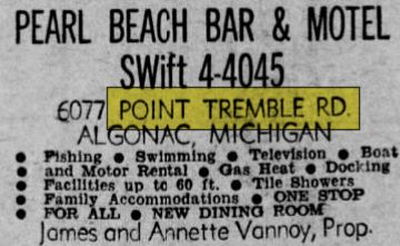 PEARL BEACH BAR & MOTEL
SWift 4-4045
6077 POINT TREMBLE RD.
ALGONAC, MICHIGAN
● Fishing ● Swimming ● Television ● Boat
● and Motor Rental ● Gas Heat ● Docking
● Facilities up to 60 ft. ● Tile Showers
● Family Accommodations ● ONE STOP
● FOR ALL ● NEW DINING ROOM
James and Annette Vannoy, Prop.